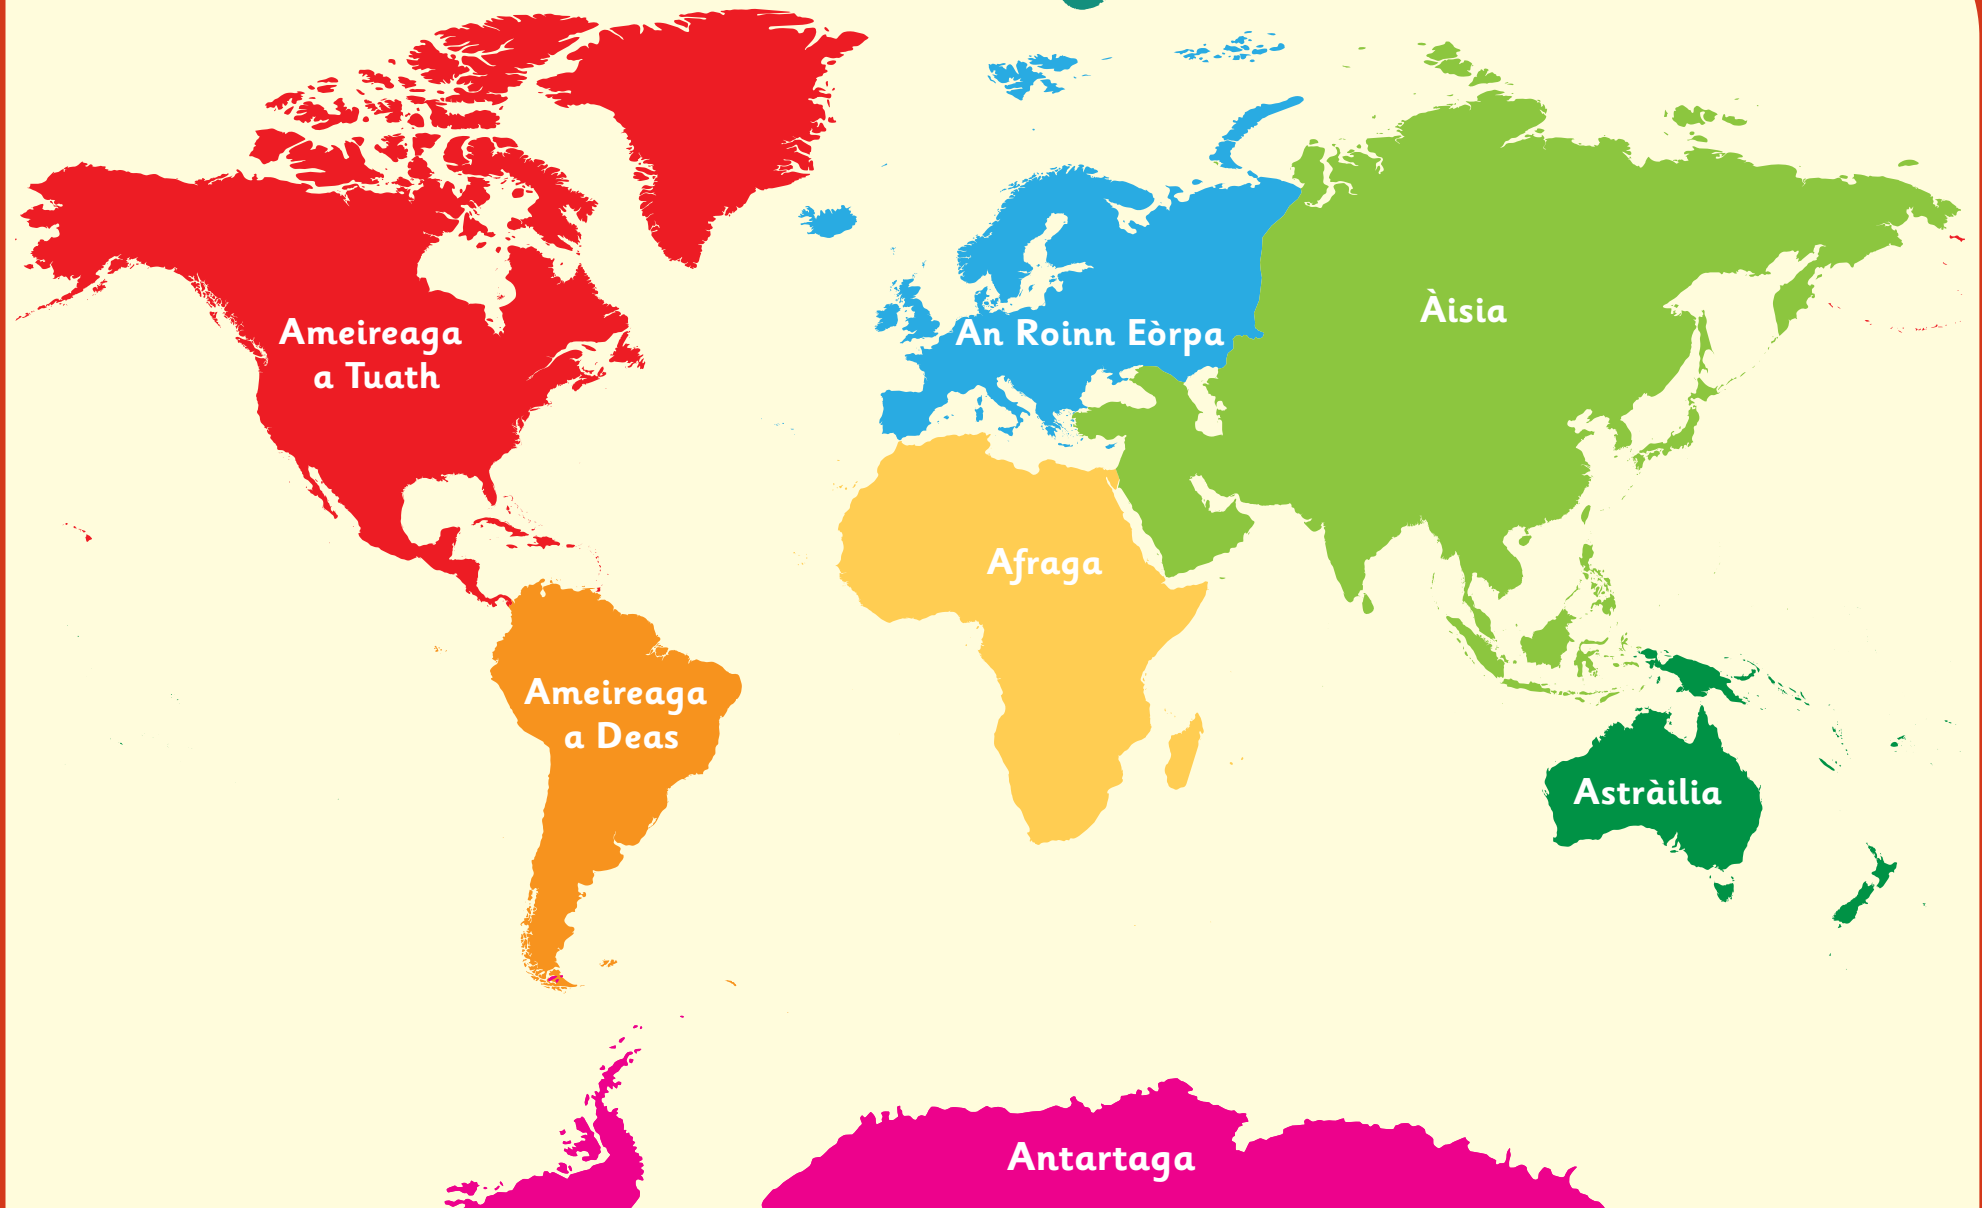 Ameireaga
a Tuath
An Roinn Eòrpa
Àisia
Afraga
Ameireaga
a Deas
Astràilia
Antartaga